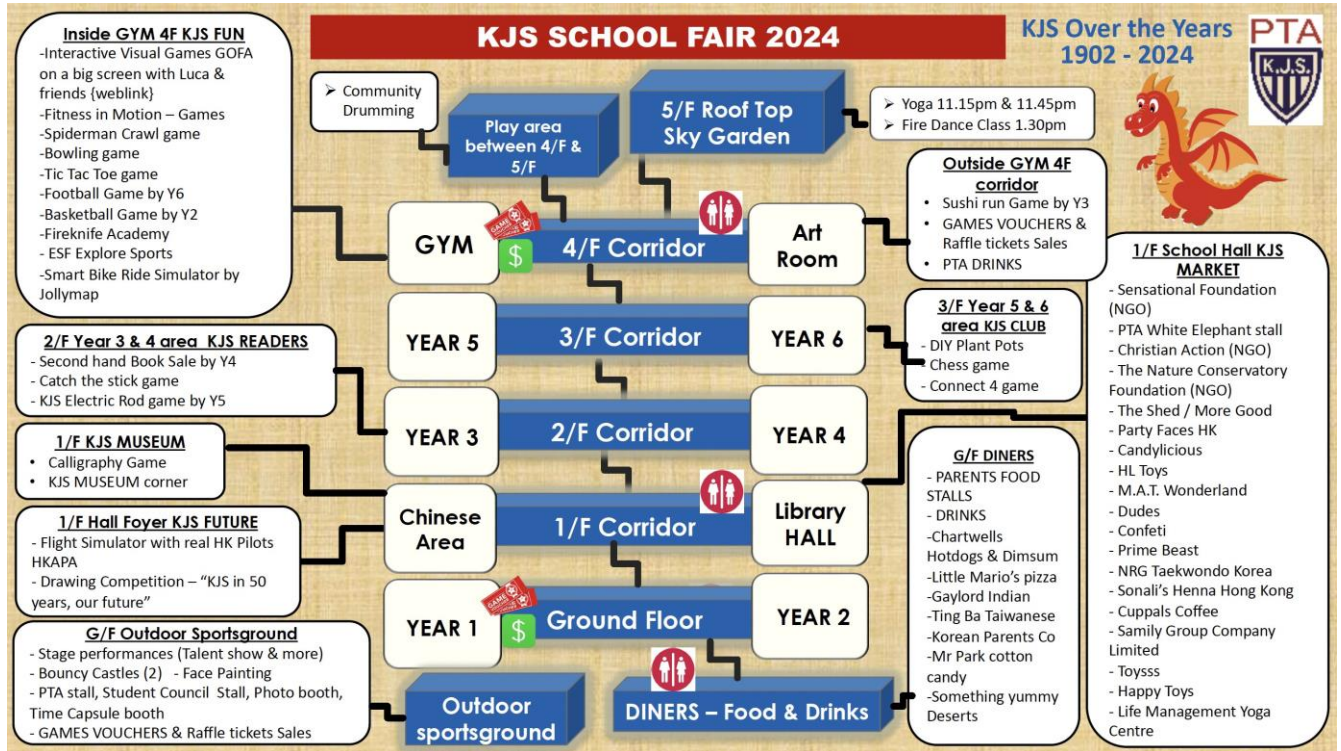 KJS SCHOOL FAIR 2024
KJS Over the Years
1902 - 2024
PTA
K.J.S.
Inside GYM 4F KJS FUN
-Interactive Visual Games GOFA
on a big screen with Luca &
friends {weblink}
-Fitness in Motion – Games
-Spiderman Crawl game
-Bowling game
-Tic Tac Toe game
-Football Game by Y6
-Basketball Game by Y2
-Fireknife Academy
- ESF Explore Sports
-Smart Bike Ride Simulator by
Jollymap
➢ Community
Drumming
Play area
between 4/F &
5/F
5/F Roof Top
Sky Garden
➢ Yoga 11.15pm & 11.45pm
➢ Fire Dance Class 1.30pm
Outside GYM 4F
corridor
• Sushi run Game by Y3
• GAMES VOUCHERS &
Raffle tickets Sales
• PTA DRINKS
GYM
GAME
$
4/F Corridor
Art
Room
1/F School Hall KJS
MARKET
- Sensational Foundation
(NGO)
- PTA White Elephant stall
- Christian Action (NGO)
- The Nature Conservatory
Foundation (NGO)
- The Shed / More Good
- Party Faces HK
- Candylicious
- HL Toys
- M.A.T. Wonderland
- Dudes
- Confeti
- Prime Beast
- NRG Taekwondo Korea
- Sonali's Henna Hong Kong
- Cuppals Coffee
- Samily Group Company
Limited
- Toysss
- Happy Toys
- Life Management Yoga
Centre
YEAR 5
3/F Corridor
YEAR 6
3/F Year 5 & 6
area KJS CLUB
- DIY Plant Pots
- Chess game
- Connect 4 game
2/F Year 3 & 4 area KJS READERS
- Second hand Book Sale by Y4
- Catch the stick game
- KJS Electric Rod game by Y5
YEAR 3
2/F Corridor
YEAR 4
1/F KJS MUSEUM
• Calligraphy Game
• KJS MUSEUM corner
Chinese
Area
1/F Corridor
Library
HALL
1/F Hall Foyer KJS FUTURE
- Flight Simulator with real HK Pilots
HKAPA
- Drawing Competition – “KJS in 50
years, our future”
G/F DINERS
- PARENTS FOOD
STALLS
- DRINKS
-Chartwells
Hotdogs & Dimsum
-Little Mario's pizza
-Gaylord Indian
-Ting Ba Taiwanese
-Korean Parents Co
-Mr Park cotton
candy
-Something yummy
Deserts
YEAR 1
GAME
$
Ground Floor
YEAR 2
G/F Outdoor Sportsground
- Stage performances (Talent show & more)
- Bouncy Castles (2) - Face Painting
- PTA stall, Student Council Stall, Photo booth,
Time Capsule booth
- GAMES VOUCHERS & Raffle tickets Sales
Outdoor
sportsground
DINERS – Food & Drinks